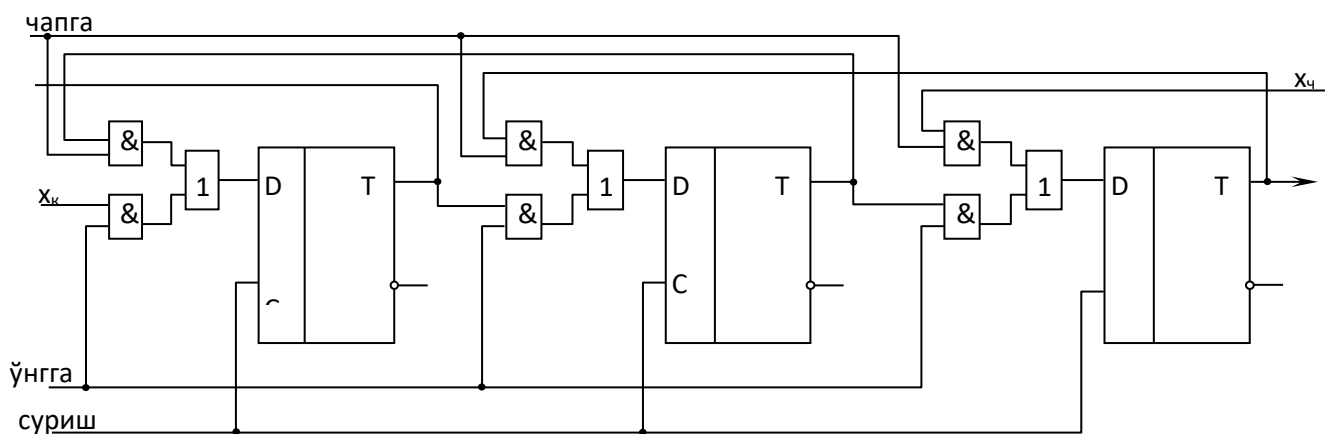 чапга
xч
& & &
1 D T 1 D T 1 D T
xк & & &
C
ўнгга
суриш